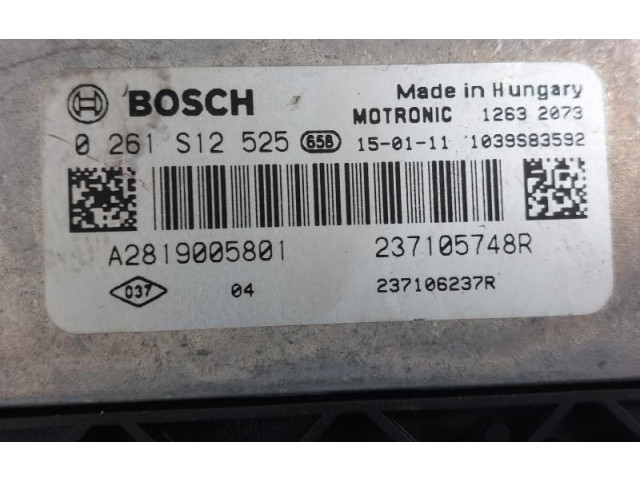 BOSCH Made in Hungary
MOTRONIC 1263 2073
0 261 S12 525 658 15-01-11 1039S83592
A2819005801 237105748R
037 04 237106237R